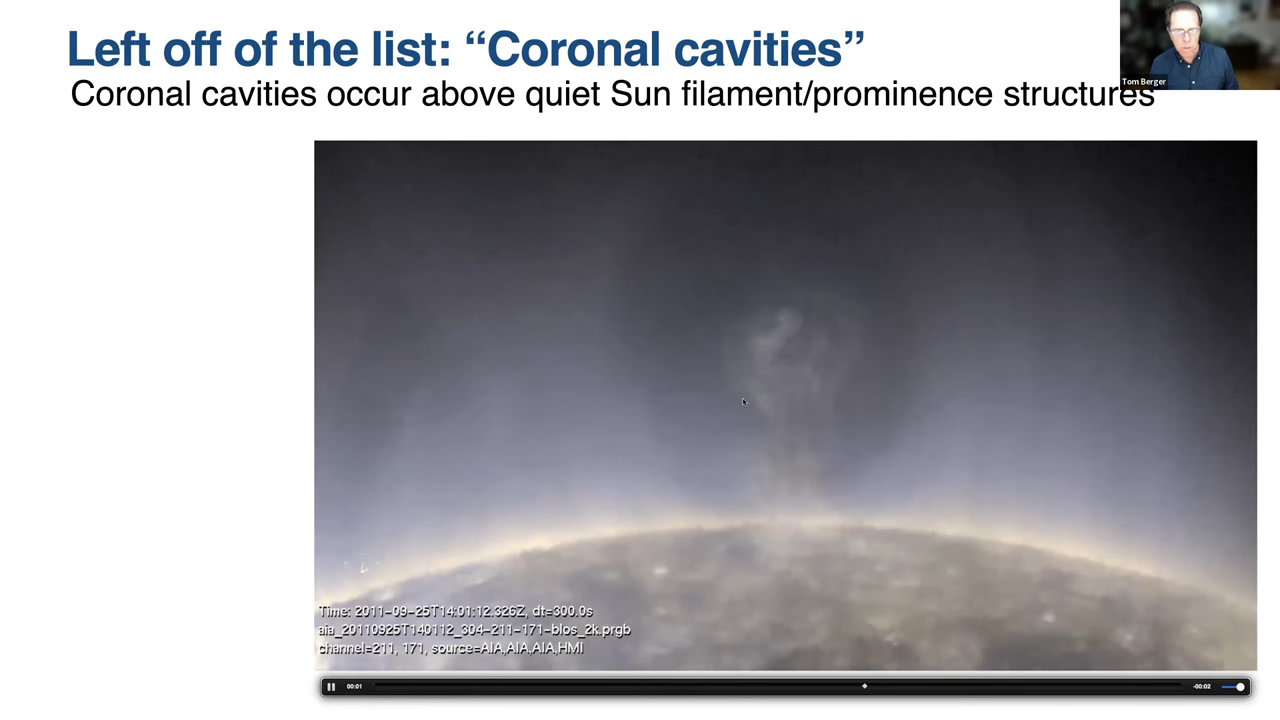 Left off of the list: “Coronal cavities”
Tom Berger
Coronal cavities occur above quiet Sun filament/prominence structures
Time: 2011-09-25T14:01:12.326Z, dt=300.0s
aia_20110925T140112_304-211-171-blos_2k.prgb
channel=211, 171, source=AIA,AIA,AIA,HMI
00:01
-00:02